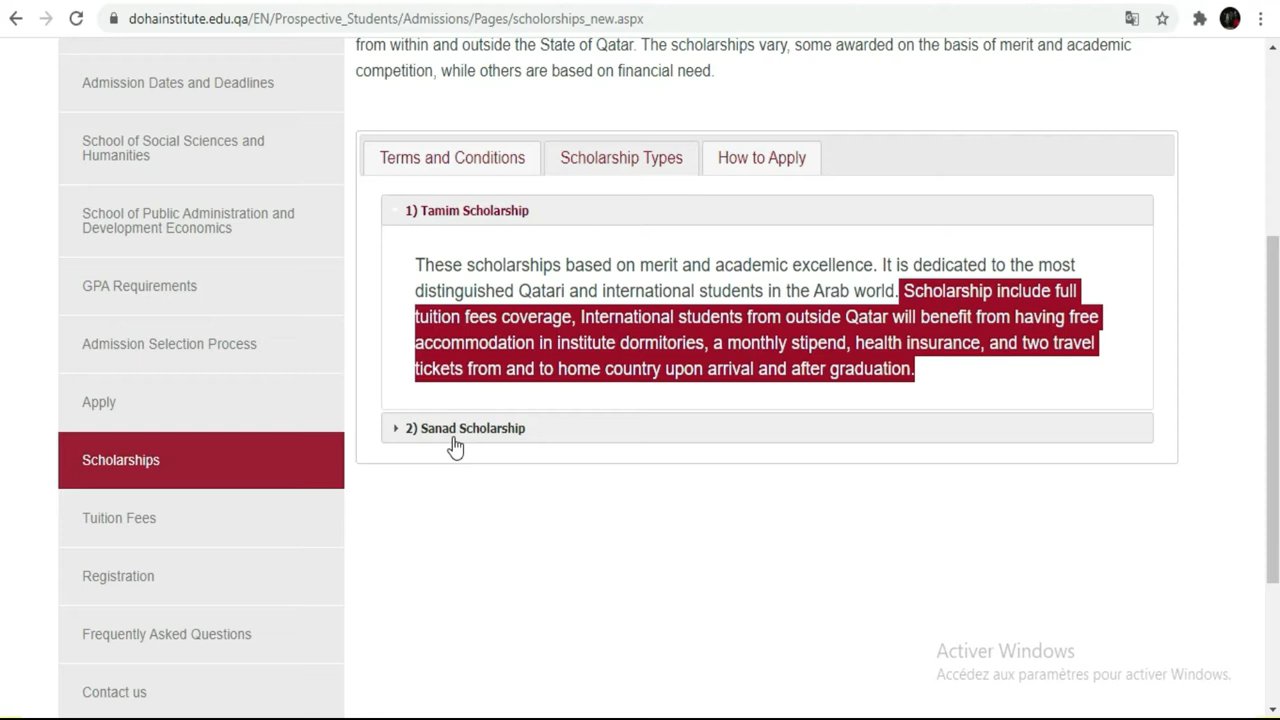 dohainstitute.edu.qa/EN/Prospective_Students/Admissions/Pages/scholorships_new.aspx
from within and outside the State of Qatar. The scholarships vary, some awarded on the basis of merit and academic
competition, while others are based on financial need.
Admission Dates and Deadlines
School of Social Sciences and
Humanities
School of Public Administration and
Development Economics
GPA Requirements
Admission Selection Process
Apply
Scholarships
Tuition Fees
Registration
Frequently Asked Questions
Contact us
Terms and Conditions
Scholarship Types
How to Apply
1) Tamim Scholarship
These scholarships based on merit and academic excellence. It is dedicated to the most
distinguished Qatari and international students in the Arab world. Scholarship include full
tuition fees coverage, International students from outside Qatar will benefit from having free
accommodation in institute dormitories, a monthly stipend, health insurance, and two travel
tickets from and to home country upon arrival and after graduation.
2) Sanad Scholarship
Activer Windows
Accédez aux paramètres pour activer Windows.